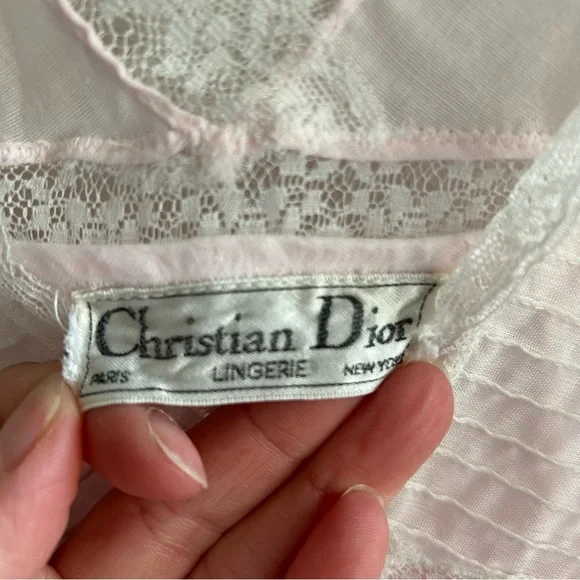 Christian Dior
PARIS LINGERIE NEW YORK